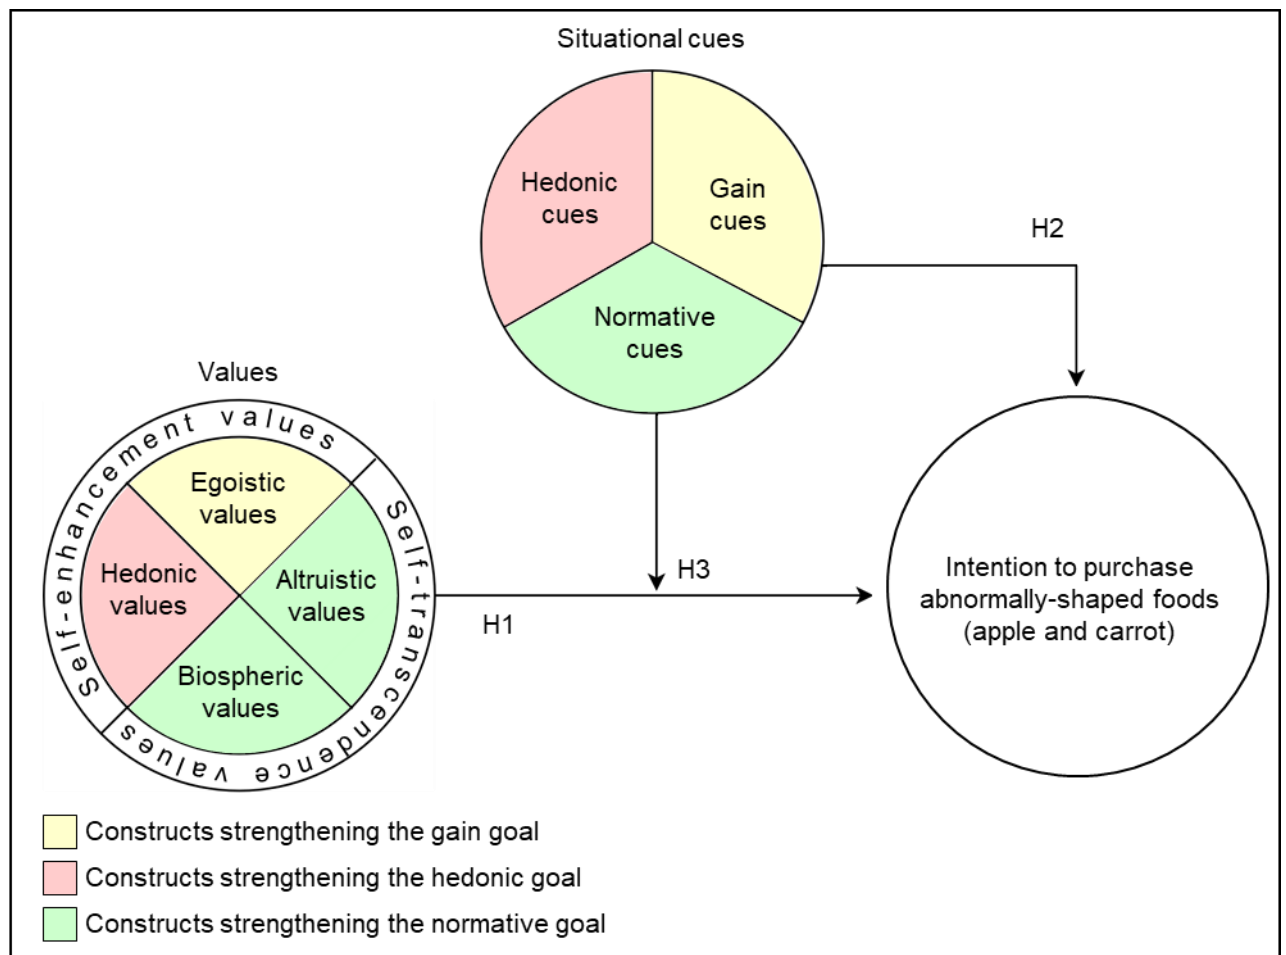 Situational cues
Hedonic
cues
Gain
cues
Normative
cues
H2
Values
Self-enhancement values
Self-transcendence values
Egoistic
values
Hedonic
values
Altruistic
values
Biospheric
values
H3
H1
Intention to purchase
abnormally-shaped foods
(apple and carrot)
Constructs strengthening the gain goal
Constructs strengthening the hedonic goal
Constructs strengthening the normative goal